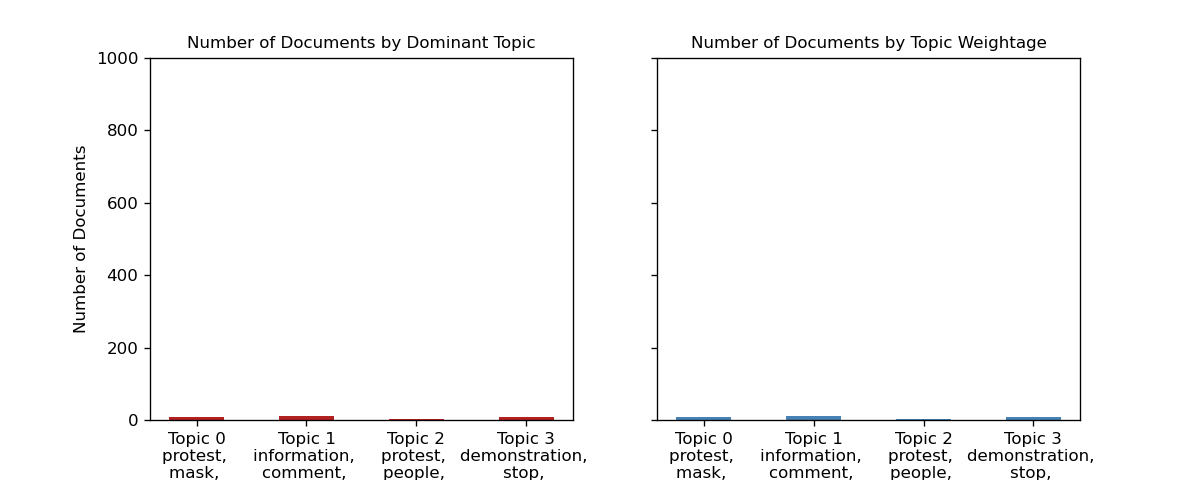 Number of Documents by Dominant Topic
Number of Documents
1000
800
600
400
200
0
Topic 0
protest,
mask,
Topic 1
information,
comment,
Topic 2
protest,
people,
Topic 3
demonstration,
stop,
Number of Documents by Topic Weightage
Topic 0
protest,
mask,
Topic 1
information,
comment,
Topic 2
protest,
people,
Topic 3
demonstration,
stop,